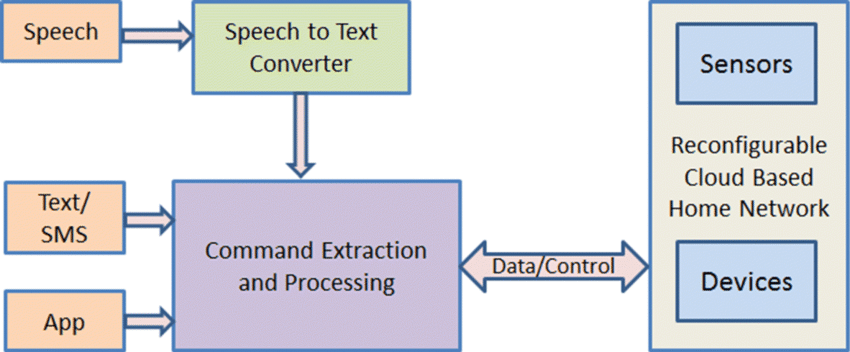 Speech
Speech to Text
Converter
Text/
SMS
App
Command Extraction
and Processing
Data/Control
Sensors
Reconfigurable
Cloud Based
Home Network
Devices